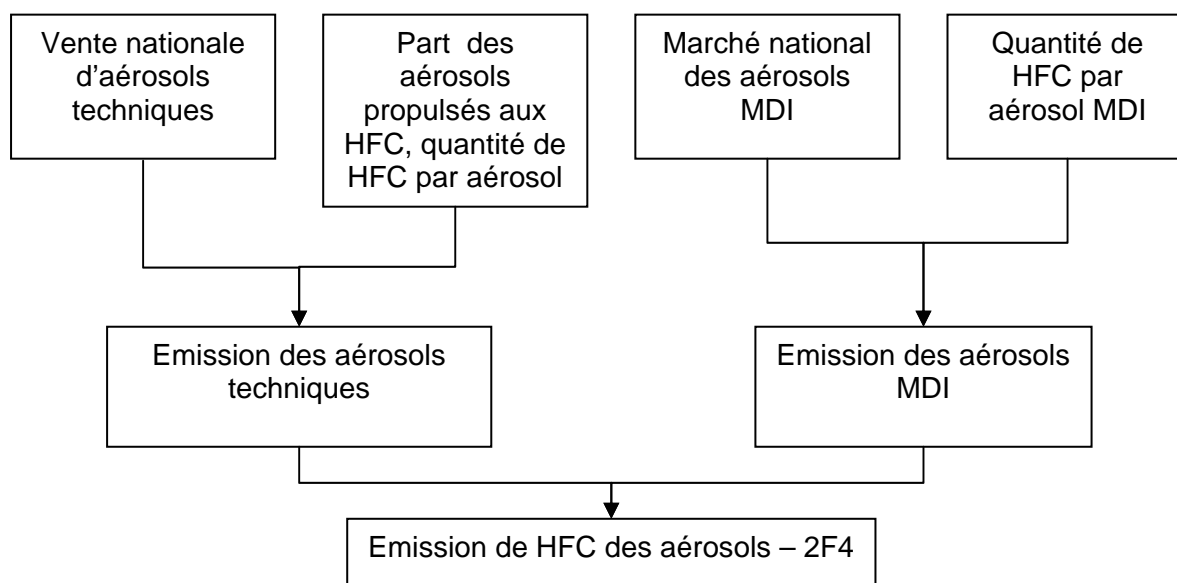 Vente nationale
d'aérosols
techniques
Part des
aérosols
propulsés aux
HFC, quantité de
HFC par aérosol
Marché national
des aérosols
MDI
Quantité de
HFC par
aérosol MDI
Emission des aérosols
techniques
Emission des aérosols
MDI
Emission de HFC des aérosols – 2F4